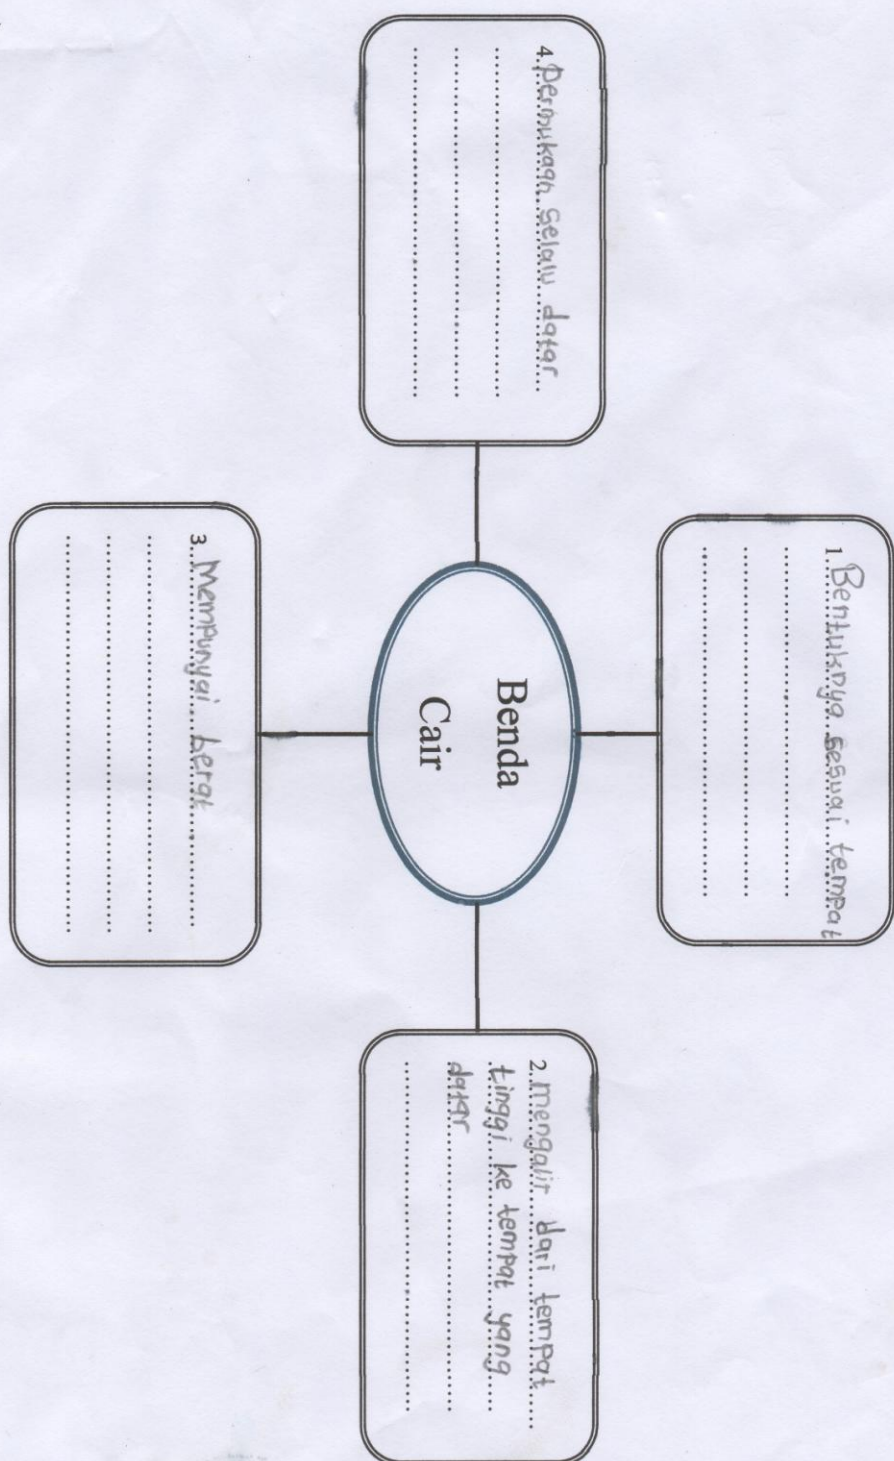 1. Bentuknya sesuai tempat
4. permukaan selalu datar
Benda
Cair
2. mengalir dari tempat
tinggi ke tempat yang
datar
3. Mempunyai berat